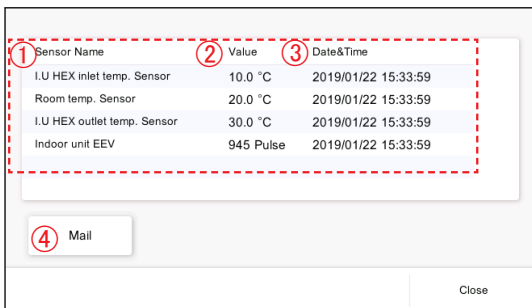 ① Sensor Name ② Value ③ Date&Time
I.U HEX inlet temp. Sensor 10.0 °C 2019/01/22 15:33:59
Room temp. Sensor 20.0 °C 2019/01/22 15:33:59
I.U HEX outlet temp. Sensor 30.0 °C 2019/01/22 15:33:59
Indoor unit EEV 945 Pulse 2019/01/22 15:33:59
④ Mail
Close